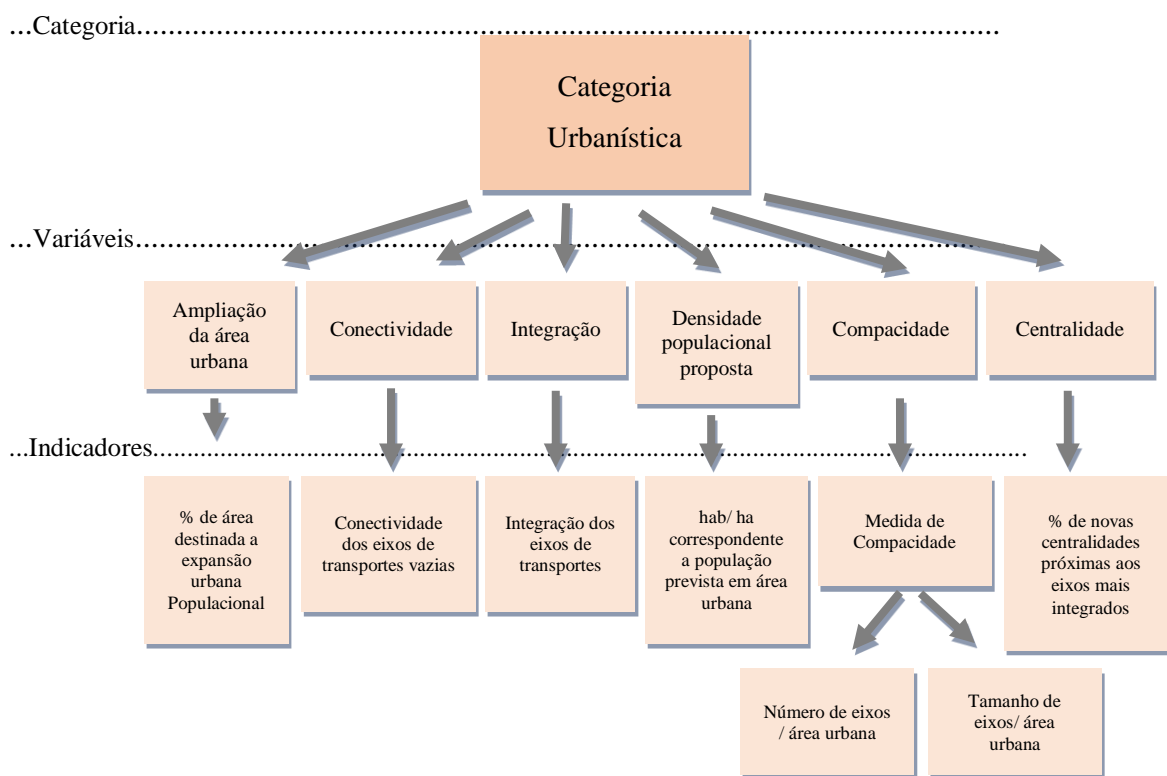 ...Categoria...........................................................................................................
Categoria
Urbanística
...Variáveis.........................................................................................................
Ampliação
da área
urbana
Conectividade
Integração
Densidade
populacional
proposta
Compacidade
Centralidade
...Indicadores..............................................................................................................
% de área
destinada a
expansão
urbana
Populacional
Conectividade
dos eixos de
transportes vazias
Integração dos
eixos de
transportes
hab/ ha
correspondente
a população
prevista em área
urbana
Medida de
Compacidade
% de novas
centralidades
próximas aos
eixos mais
integrados
Número de eixos
/ área urbana
Tamanho de
eixos/ área
urbana